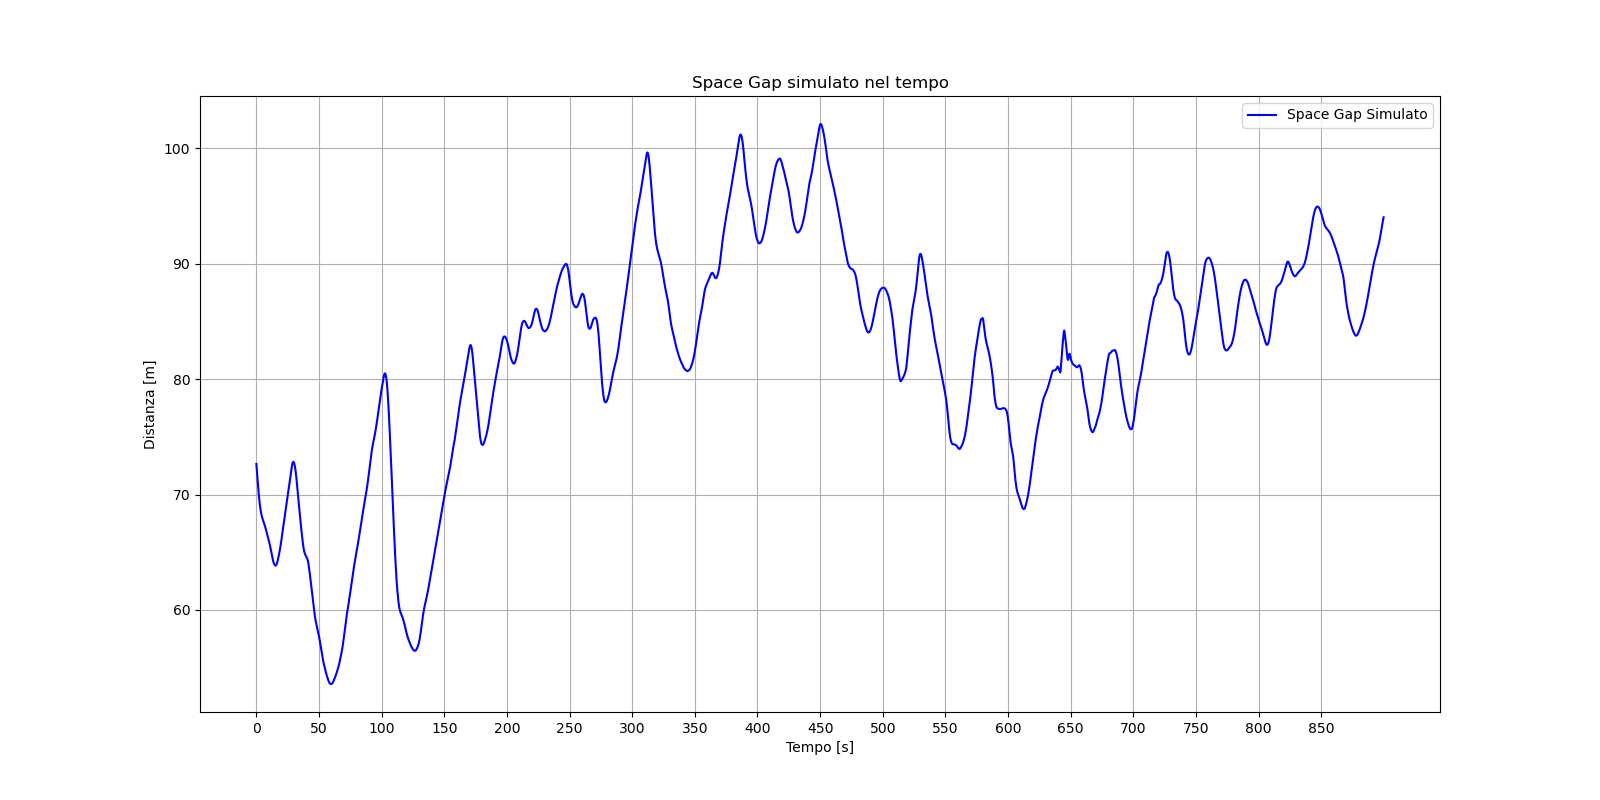 Space Gap simulato nel tempo
Space Gap Simulato
Distanza [m]
100
90
80
70
60
0 50 100 150 200 250 300 350 400 450 500 550 600 650 700 750 800 850
Tempo [s]